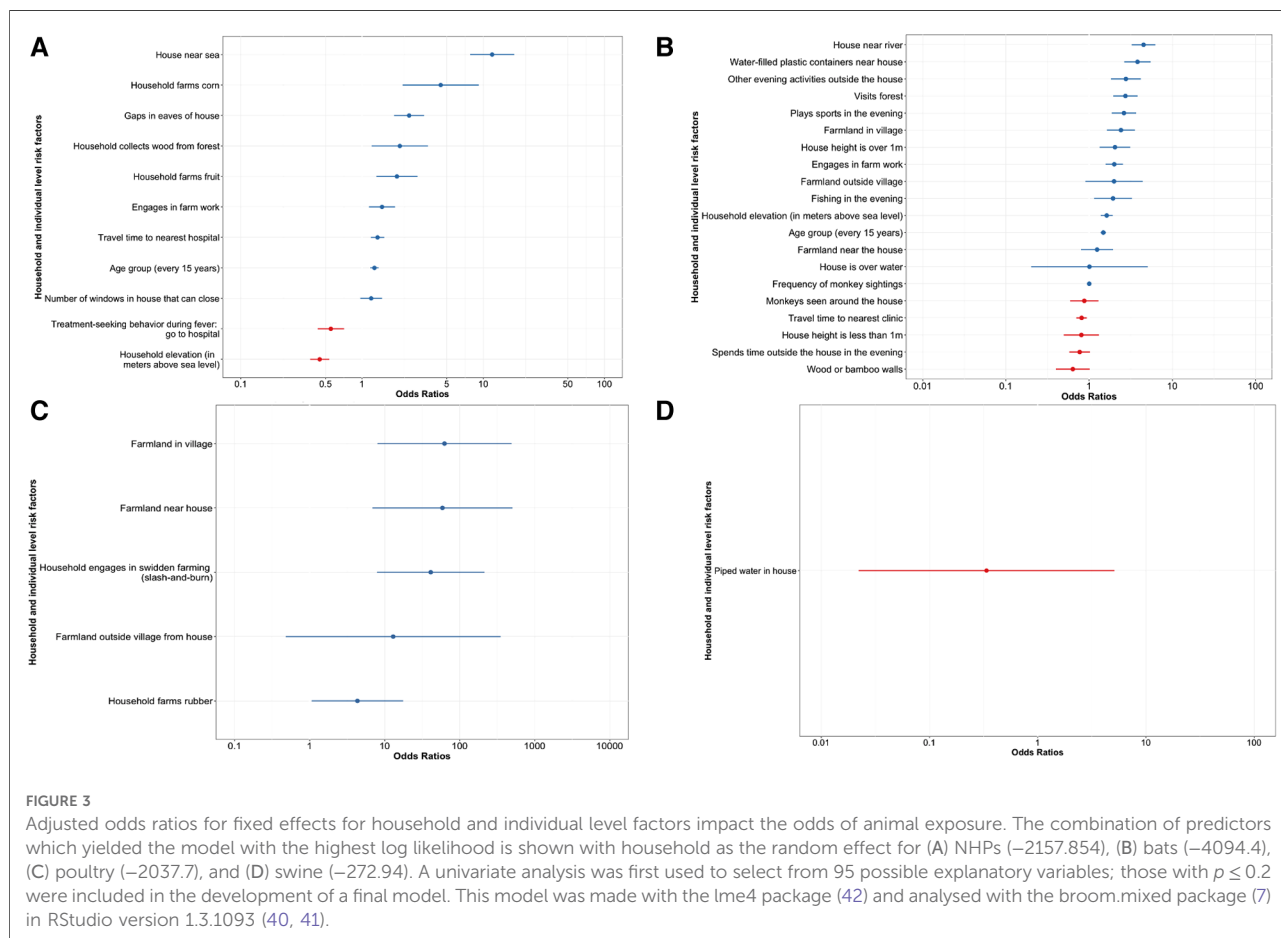 A
Household and individual level risk factors
House near sea
Household farms corn
Gaps in eaves of house
Household collects wood from forest
Household farms fruit
Engages in farm work
Travel time to nearest hospital
Age group (every 15 years)
Number of windows in house that can close
Treatment-seeking behavior during fever:
go to hospital
Household elevation (in
meters above sea level)
0.1 0.5 1 5 10 50 100
Odds Ratios
B
Household and individual level risk factors
House near river
Water-filled plastic containers near house
Other evening activities outside the house
Visits forest
Plays sports in the evening
Farmland in village
House height is over 1m
Engages in farm work
Farmland outside village
Fishing in the evening
Household elevation (in meters above sea level)
Age group (every 15 years)
Farmland near the house
House is over water
Frequency of monkey sightings
Monkeys seen around the house
Travel time to nearest clinic
House height is less than 1m
Spends time outside the house in the evening
Wood or bamboo walls
0.01 0.1 1 10 100
Odds Ratios
C
Household and individual level risk factors
Farmland in village
Farmland near house
Household engages in swidden farming
(slash-and-burn)
Farmland outside village from house
Household farms rubber
0.1 1 10 100 1000 10000
Odds Ratios
D
Household and individual level risk factors
Piped water in house
0.01 0.1 1 10 100
Odds Ratios
FIGURE 3
Adjusted odds ratios for fixed effects for household and individual level factors impact the odds of animal exposure. The combination of predictors
which yielded the model with the highest log likelihood is shown with household as the random effect for (A) NHPs (−2157.854), (B) bats (−4094.4),
(C) poultry (−2037.7), and (D) swine (−272.94). A univariate analysis was first used to select from 95 possible explanatory variables; those with p ≤ 0.2
were included in the development of a final model. This model was made with the lme4 package (42) and analysed with the broom.mixed package (7)
in RStudio version 1.3.1093 (40, 41).